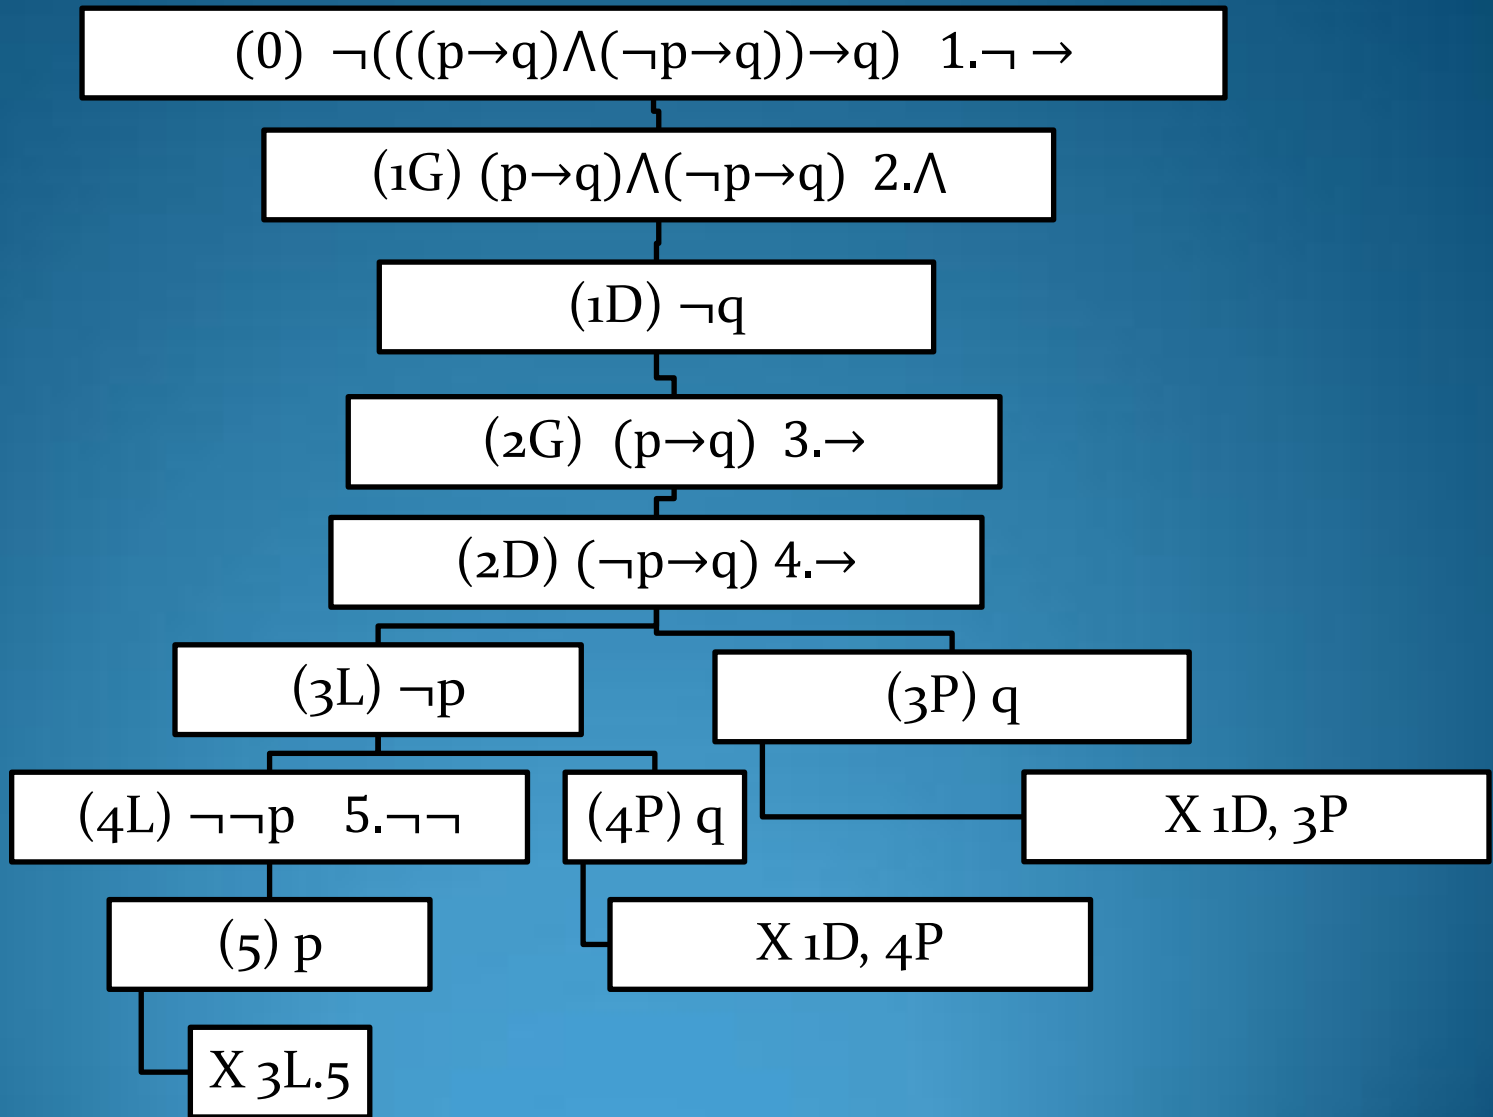 (0) ¬(((p→q)⋀(¬p→q))→q) 1.¬ →
(1G) (p→q)⋀(¬p→q) 2.⋀
(1D) ¬q
(2G) (p→q) 3.→
(2D) (¬p→q) 4.→
(3L) ¬p
(3P) q
(4L) ¬¬p 5.¬¬
(4P) q
X 1D, 3P
(5) p
X 1D, 4P
X 3L.5